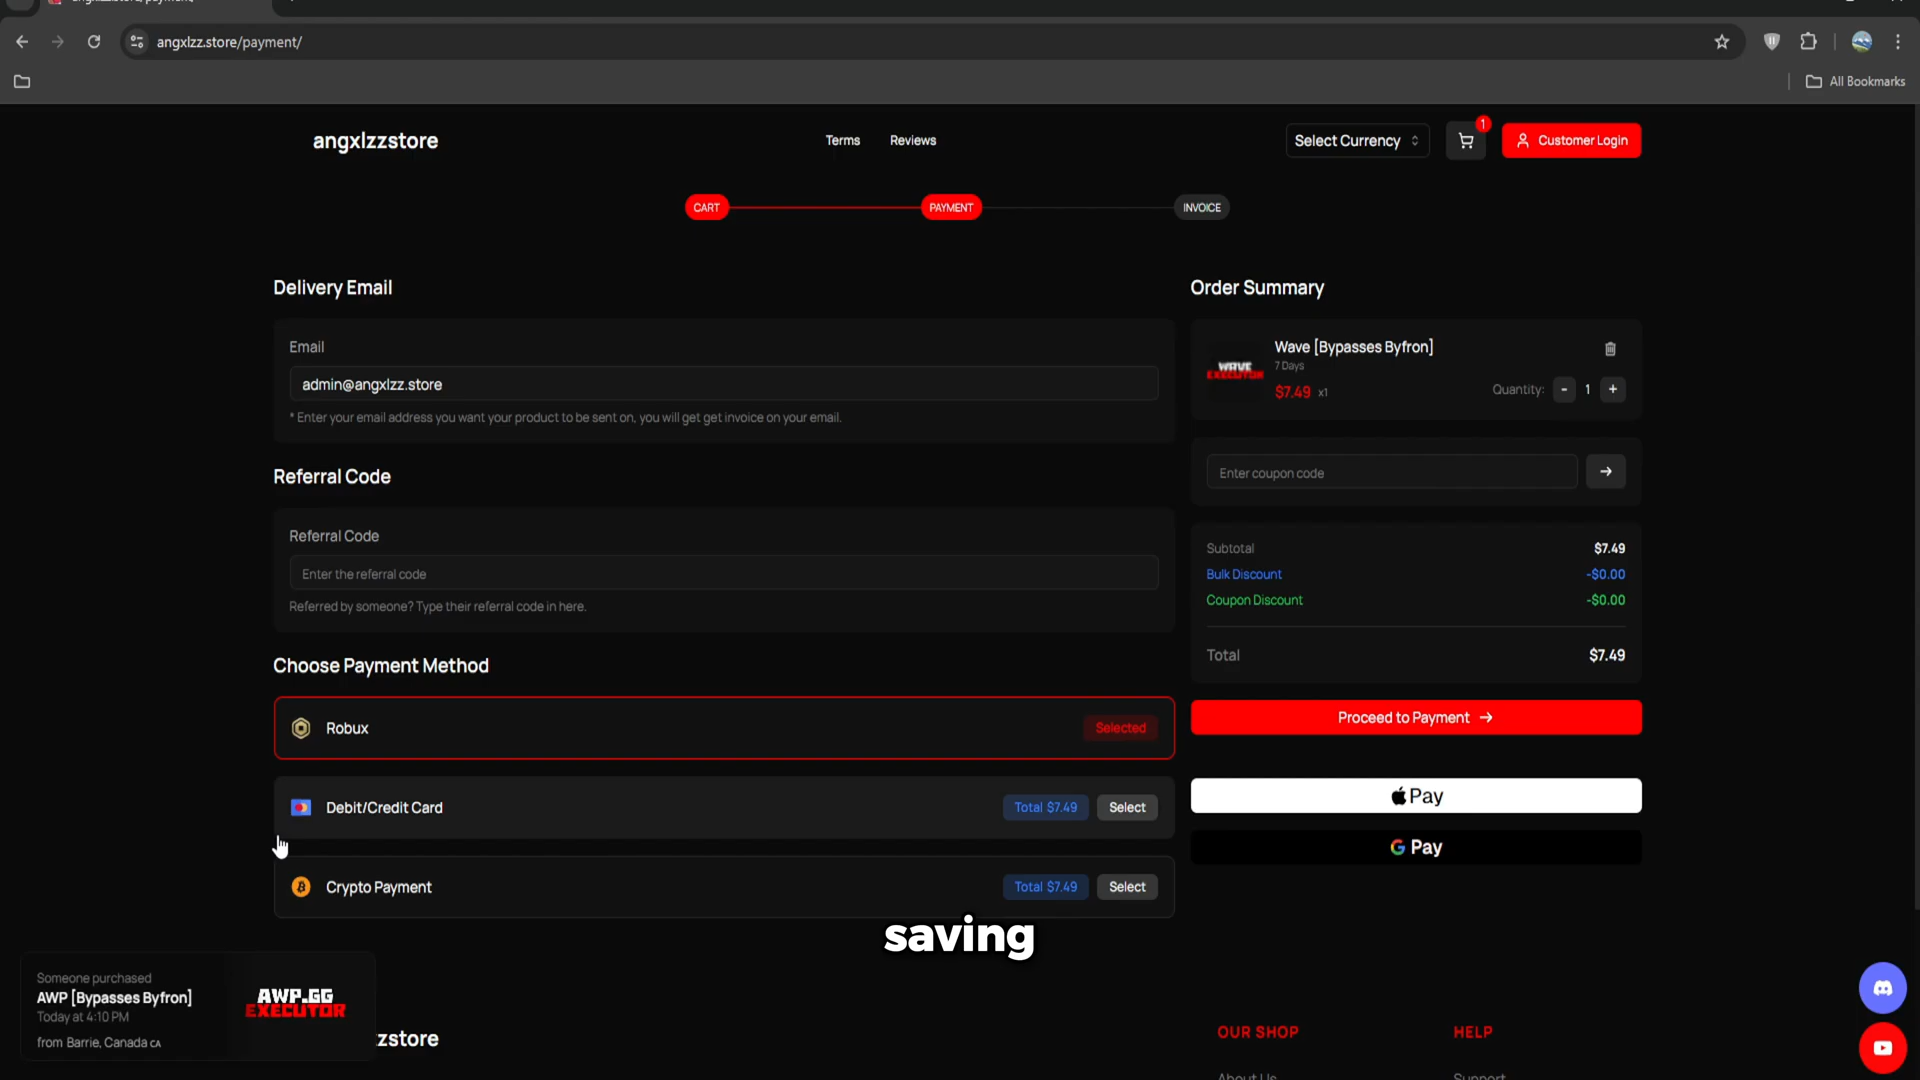 angxlzz.store/payment/
All Bookmarks
angxlzzstore
Terms
Reviews
Select Currency
1
Customer Login
CART
PAYMENT
INVOICE
Delivery Email
Email
admin@angxlzz.store
* Enter your email address you want your product to be sent on, you will get get invoice on your email.
Referral Code
Referral Code
Enter the referral code
Referred by someone? Type their referral code in here.
Choose Payment Method
Robux
Selected
Debit/Credit Card
Total $7.49
Select
Crypto Payment
Total $7.49
Select
Order Summary
WAVE
EXECUTOR
Wave [Bypasses Byfron]
7 Days
$7.49 x1
Quantity: - 1 +
Enter coupon code
Subtotal $7.49
Bulk Discount -$0.00
Coupon Discount -$0.00
Total $7.49
Proceed to Payment
Pay
G Pay
saving
Someone purchased
AWP [Bypasses Byfron]
Today at 4:10 PM
from Barrie, Canada CA
AWP.GG
EXECUTOR
zstore
OUR SHOP
HELP
About Us
Support